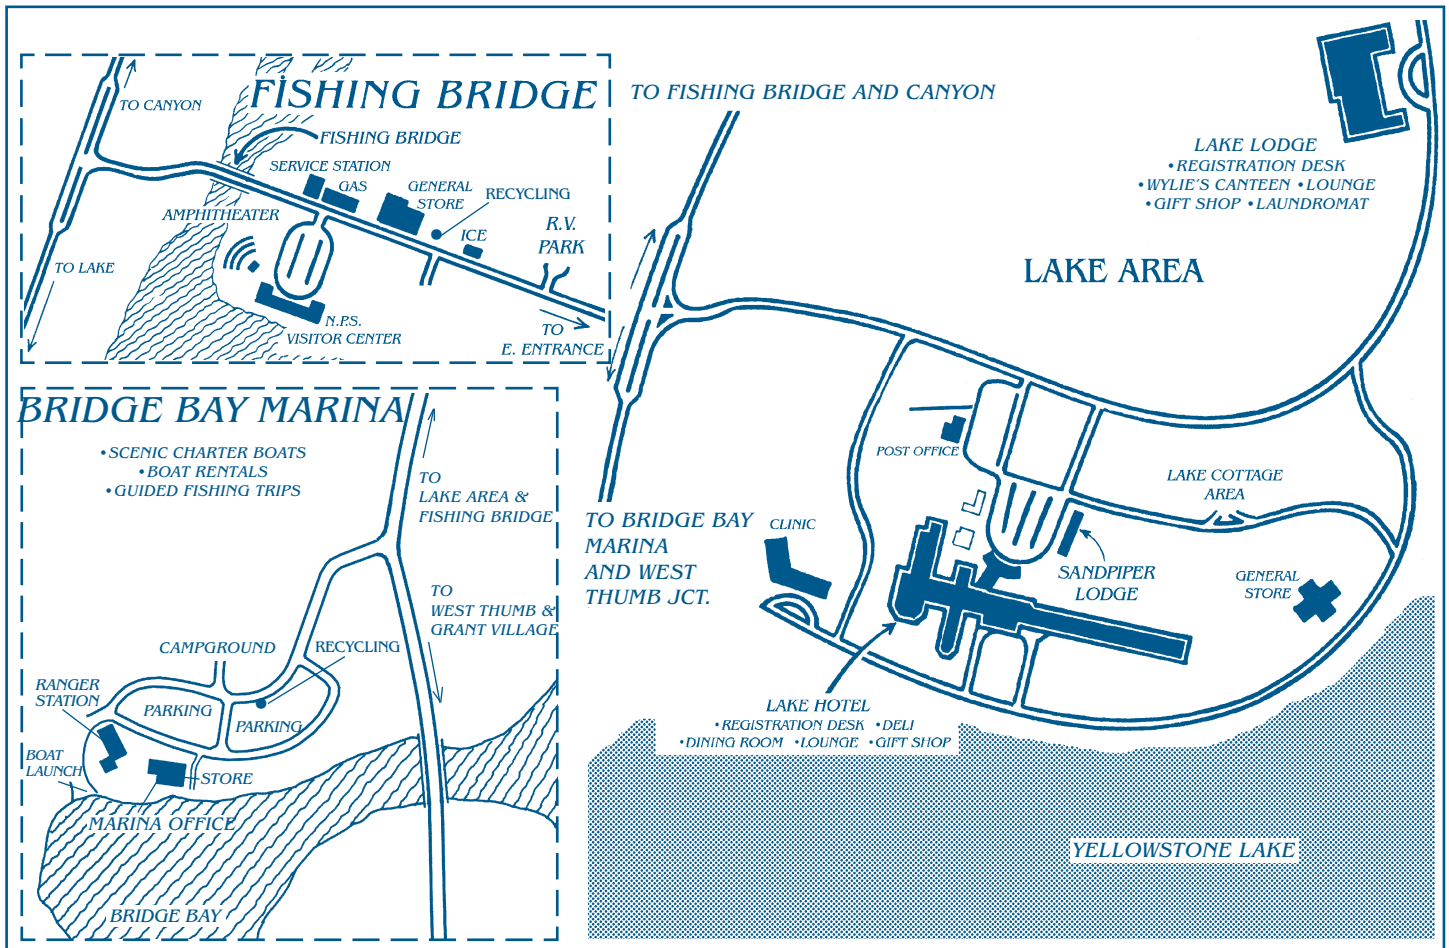 FISHING BRIDGE
TO CANYON
FISHING BRIDGE
SERVICE STATION
GAS
GENERAL
STORE
RECYCLING
AMPHITHEATER
ICE
R.V.
PARK
TO LAKE
N.P.S.
VISITOR CENTER
TO
E. ENTRANCE
BRIDGE BAY MARINA
•SCENIC CHARTER BOATS
•BOAT RENTALS
•GUIDED FISHING TRIPS
TO
LAKE AREA &
FISHING BRIDGE
TO
WEST THUMB &
GRANT VILLAGE
CAMPGROUND
RECYCLING
RANGER
STATION
PARKING
PARKING
BOAT
LAUNCH
STORE
MARINA OFFICE
BRIDGE BAY
TO FISHING BRIDGE AND CANYON
LAKE LODGE
•REGISTRATION DESK
•WYLIE'S CANTEEN •LOUNGE
•GIFT SHOP •LAUNDROMAT
LAKE AREA
POST OFFICE
LAKE COTTAGE
AREA
TO BRIDGE BAY
MARINA
AND WEST
THUMB JCT.
CLINIC
SANDPIPER
LODGE
GENERAL
STORE
LAKE HOTEL
•REGISTRATION DESK •DELI
•DINING ROOM •LOUNGE •GIFT SHOP
YELLOWSTONE LAKE